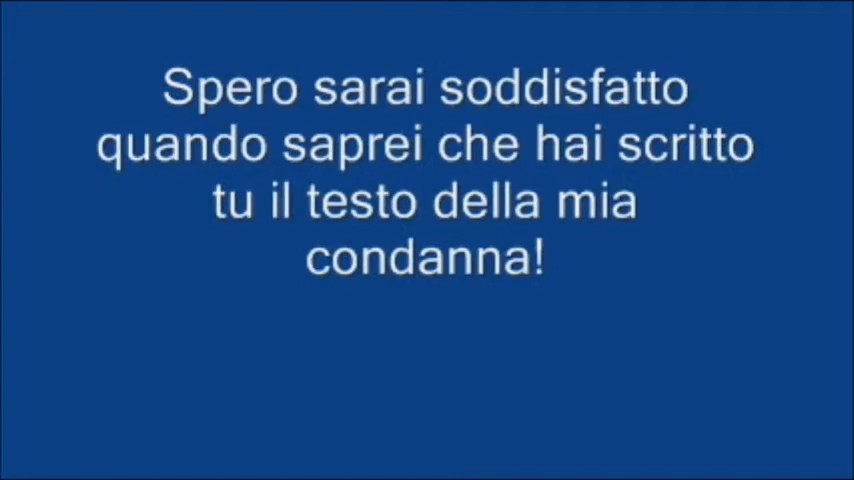 Spero sarai soddisfatto
quando saprei che hai scritto
tu il testo della mia
condanna!